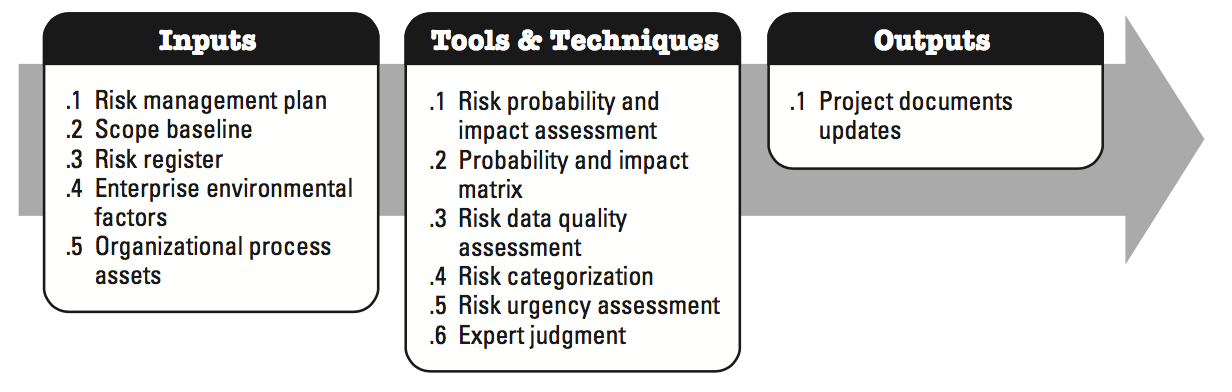 Inputs
.1 Risk management plan
.2 Scope baseline
.3 Risk register
.4 Enterprise environmental
factors
.5 Organizational process
assets
Tools & Techniques
.1 Risk probability and
impact assessment
.2 Probability and impact
matrix
.3 Risk data quality
assessment
.4 Risk categorization
.5 Risk urgency assessment
.6 Expert judgment
Outputs
.1 Project documents
updates